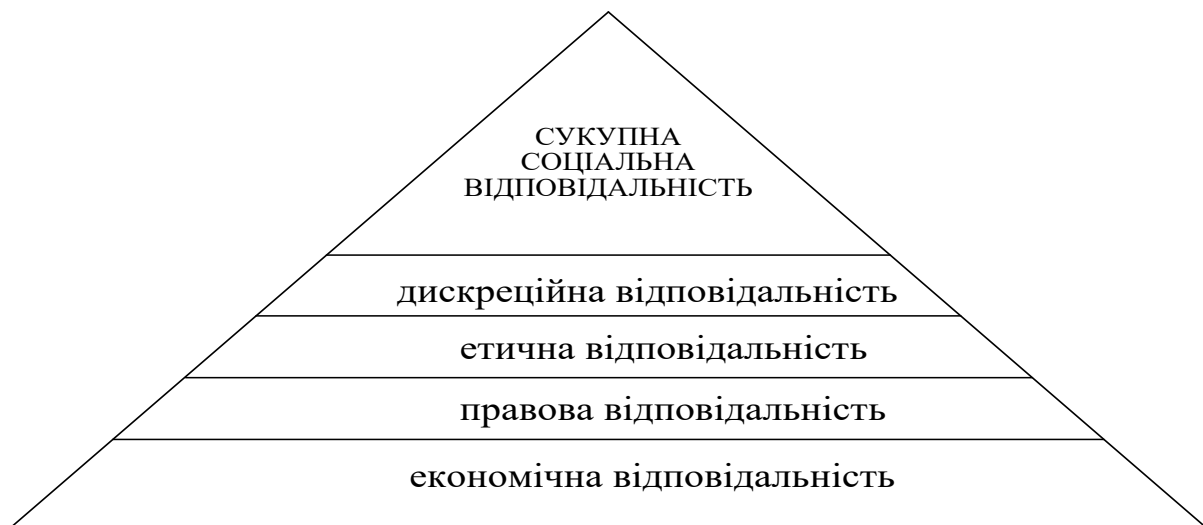 СУКУПНА
СОЦІАЛЬНА
ВІДПОВІДАЛЬНІСТЬ
дискреційна відповідальність
етична відповідальність
правова відповідальність
економічна відповідальність